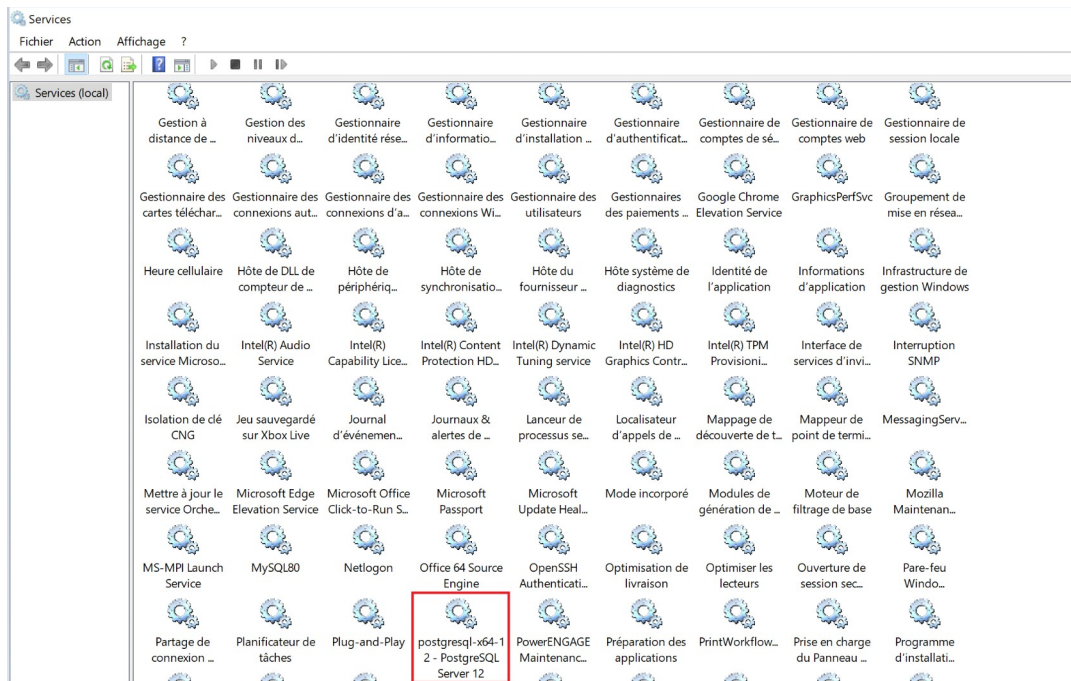 Services
Fichier Action Affichage ?
Services (local)
Gestion à
distance de ...
Gestion des
niveaux d...
Gestionnaire
d'identité rése...
Gestionnaire
d'informatio...
Gestionnaire
d'installation ...
Gestionnaire
d'authentificat...
Gestionnaire de
comptes de sé...
Gestionnaire de
comptes web
Gestionnaire de
session locale
Gestionnaire des
cartes téléchar...
Gestionnaire des
connexions aut...
Gestionnaire des
connexions d'a...
Gestionnaire des
connexions Wi...
Gestionnaire des
utilisateurs
Gestionnaires
des paiements ...
Google Chrome
Elevation Service
GraphicsPerfSvc
Groupement de
mise en résea...
Heure cellulaire
Hôte de DLL de
compteur de ...
Hôte de
périphériq...
Hôte de
synchronisatio...
Hôte du
fournisseur ...
Hôte système de
diagnostics
Identité de
l'application
Informations
d'application
Infrastructure de
gestion Windows
Installation du
service Microso...
Intel(R) Audio
Service
Intel(R)
Capability Lice...
Intel(R) Content
Protection HD...
Intel(R) Dynamic
Tuning service
Intel(R) HD
Graphics Contr...
Intel(R) TPM
Provisioni...
Interface de
services d'invi...
Interruption
SNMP
Isolation de clé
CNG
Jeu sauvegardé
sur Xbox Live
Journal
d'événemen...
Journaux &
alertes de ...
Lanceur de
processus se...
Localisateur
d'appels de ...
Mappage de
découverte de t...
Mappeur de
point de termi...
MessagingServ...
Mettre à jour le
service Orche...
Microsoft Edge
Elevation Service
Microsoft Office
Click-to-Run S...
Microsoft
Passport
Microsoft
Update Heal...
Mode incorporé
Modules de
génération de ...
Moteur de
filtrage de base
Mozilla
Maintenan...
MS-MPI Launch
Service
MySQL80
Netlogon
Office 64 Source
Engine
OpenSSH
Authenticati...
Optimisation de
livraison
Optimiser les
lecteurs
Ouverture de
session sec...
Pare-feu
Windo...
Partage de
connexion ...
Planificateur de
tâches
Plug-and-Play
postgresql-x64-1
2 - PostgreSQL
Server 12
PowerENGAGE
Maintenanc...
Préparation des
applications
PrintWorkflow...
Prise en charge
du Panneau ...
Programme
d'installati...